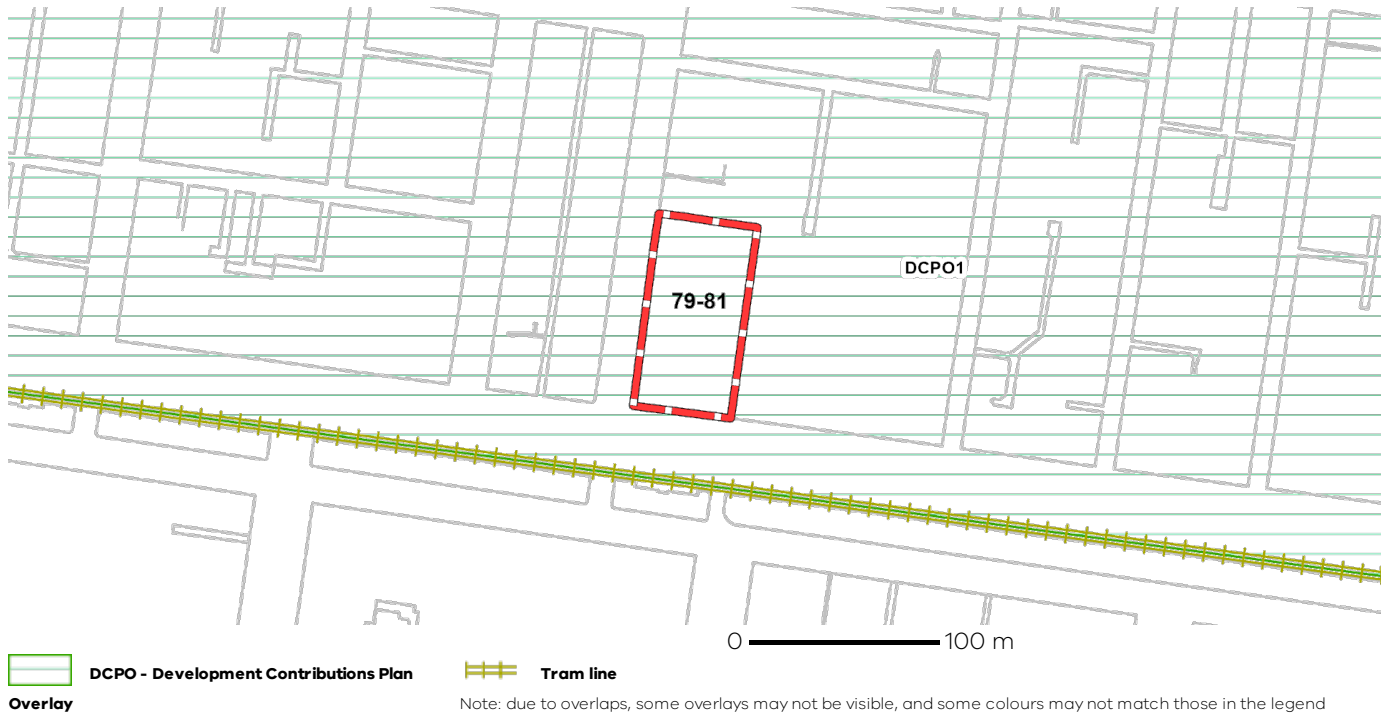 DCPO1
79-81
0 100 m
DCPO - Development Contributions Plan
Overlay
Tram line
Note: due to overlaps, some overlays may not be visible, and some colours may not match those in the legend